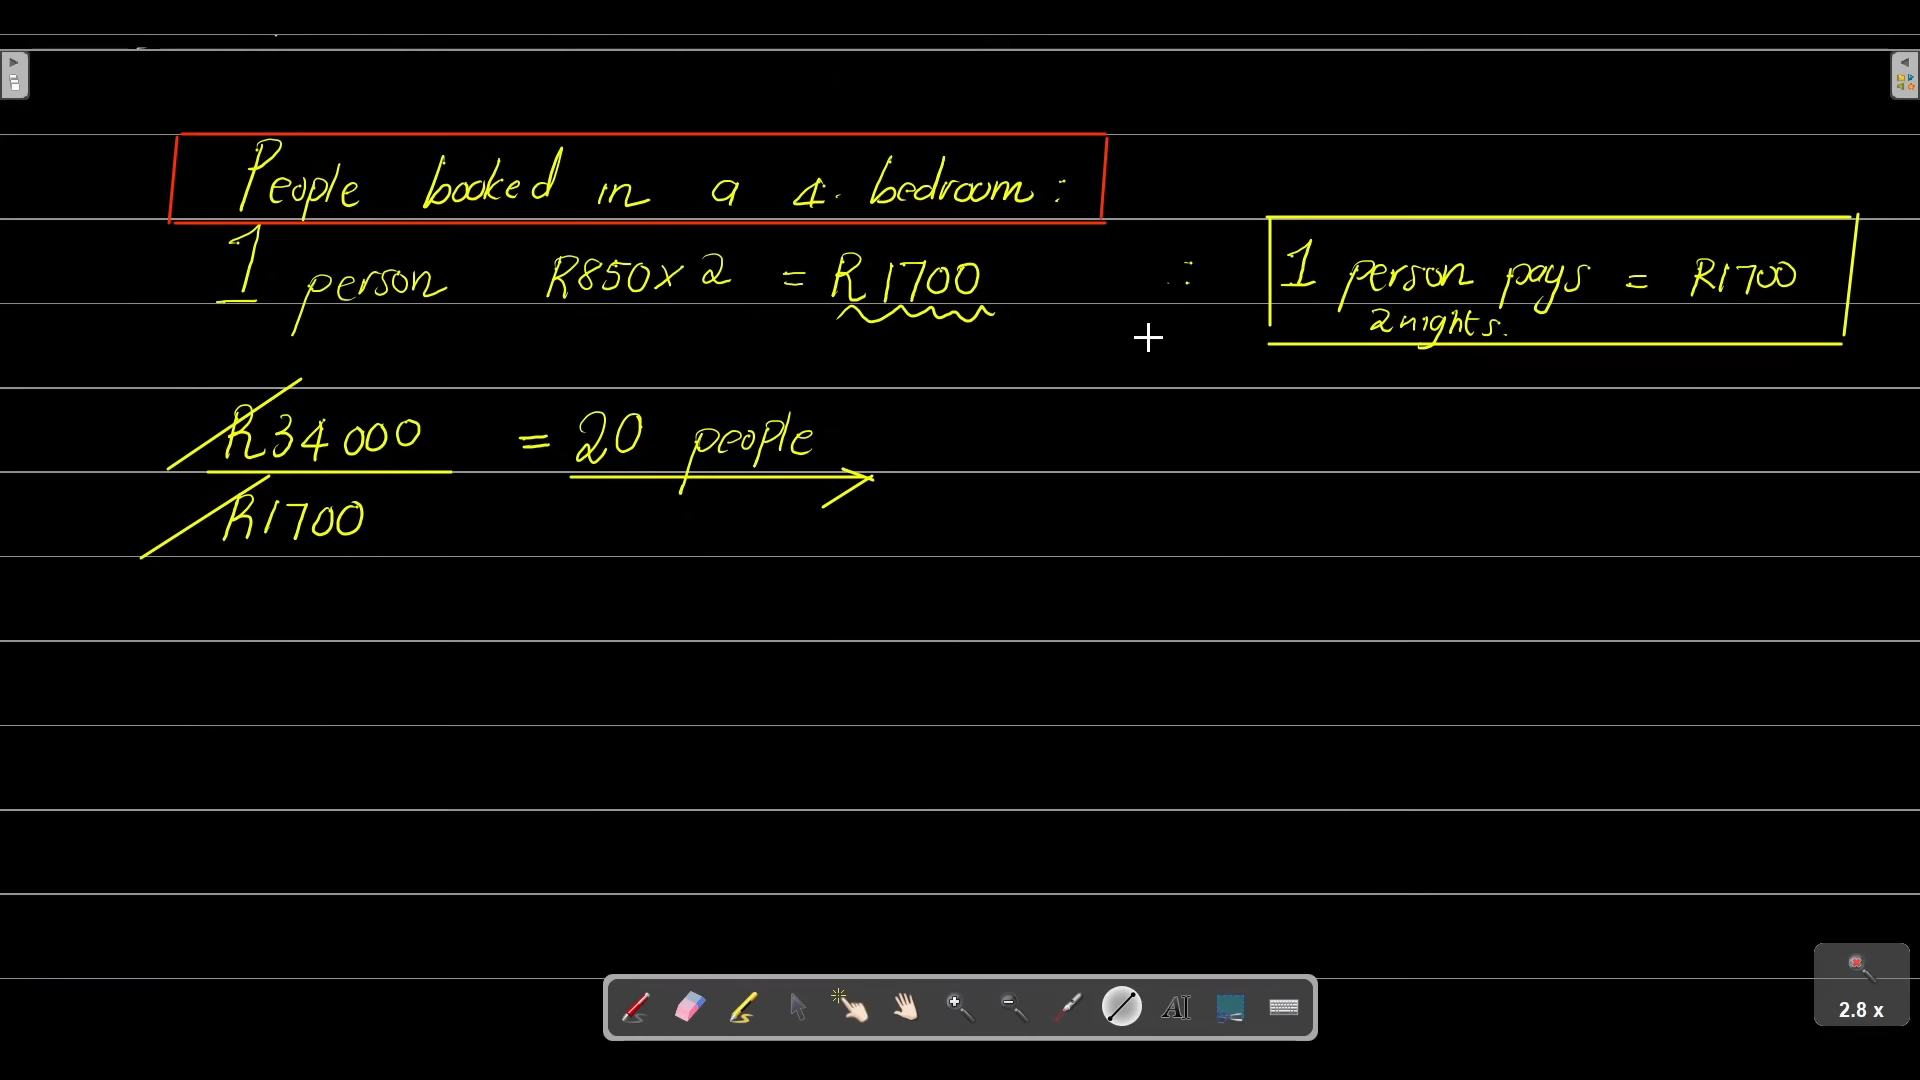 People booked in a 4. bedroom:
1 person R850 x 2 = R1700 ∴ 1 person pays = R1700
2 nights.
R34 000 = 20 people
R1700
AI
2.8 x